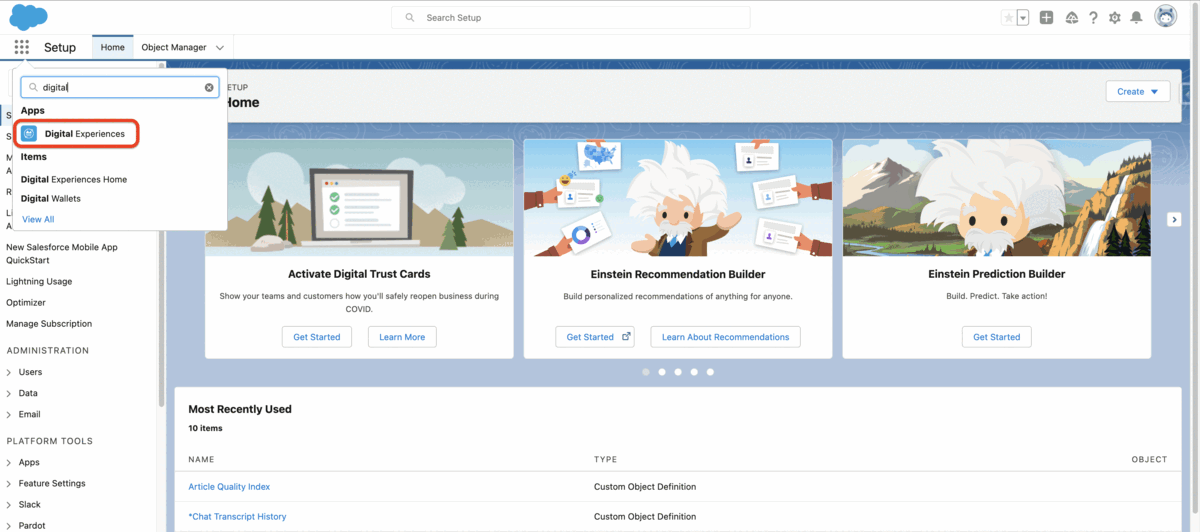 Search Setup
Setup
Home
Object Manager
digital
Apps
Digital Experiences
Items
Digital Experiences Home
Digital Wallets
View All
SETUP
Home
Create
New Salesforce Mobile App
QuickStart
Lightning Usage
Optimizer
Manage Subscription
ADMINISTRATION
Users
Data
Email
PLATFORM TOOLS
Apps
Feature Settings
Slack
Pardot
Activate Digital Trust Cards
Show your teams and customers how you'll safely reopen business during
COVID.
Get Started
Learn More
Einstein Recommendation Builder
Build personalized recommendations of anything for anyone.
Get Started
Learn About Recommendations
Einstein Prediction Builder
Build. Predict. Take action!
Get Started
Most Recently Used
10 items
NAME TYPE OBJECT
Article Quality Index Custom Object Definition
*Chat Transcript History Custom Object Definition